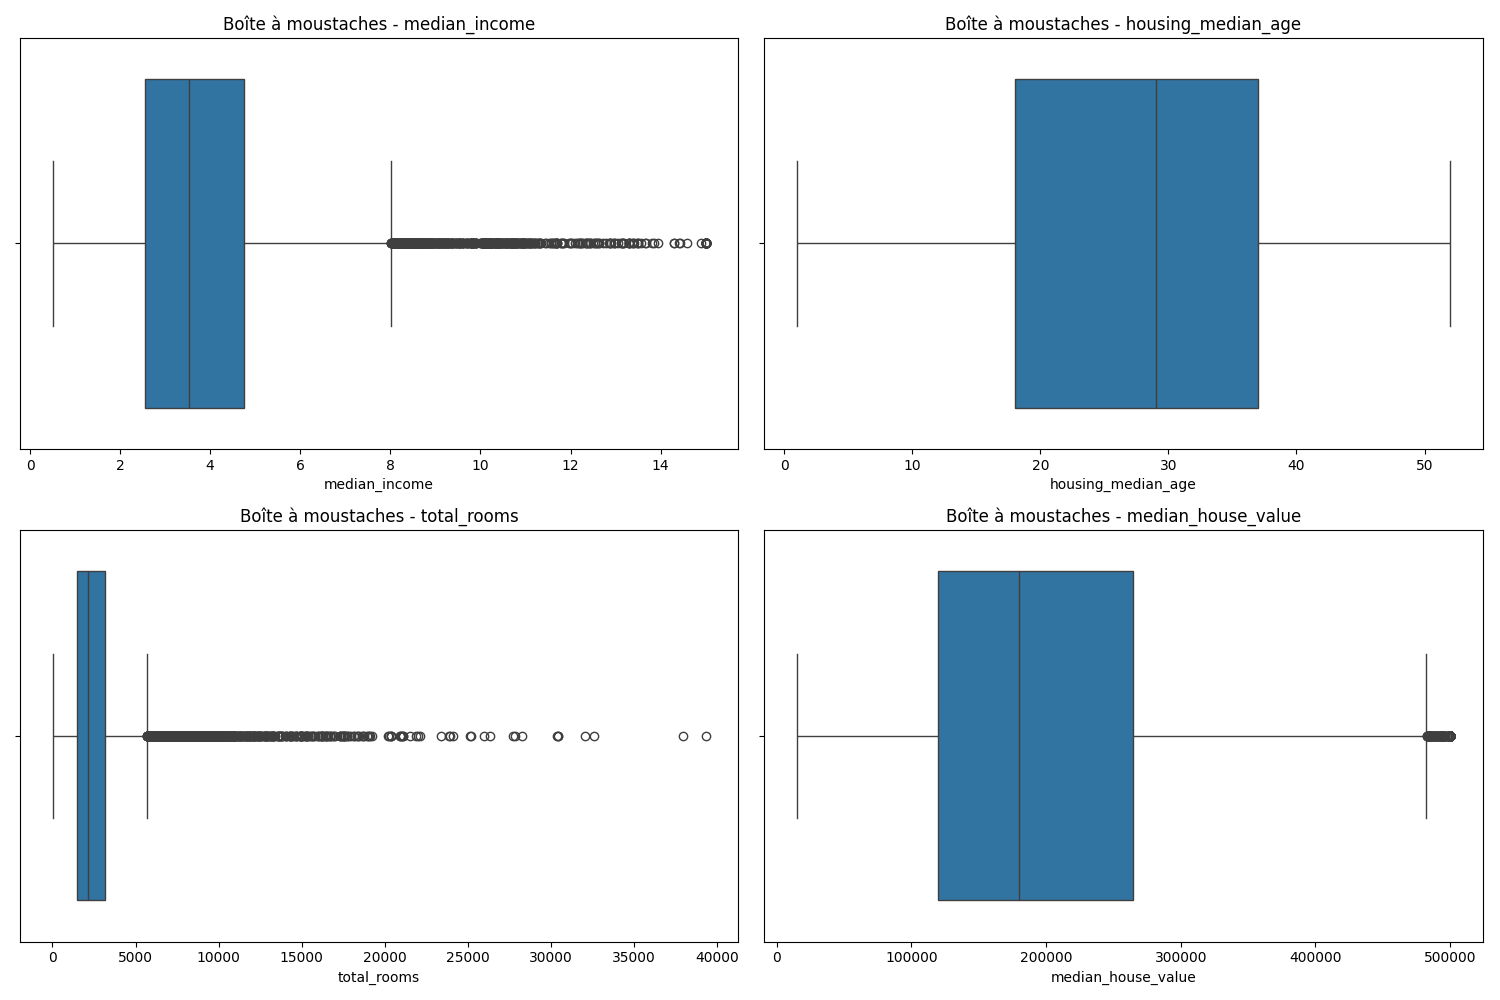 Boîte à moustaches - median_income
0 2 4 6 8 10 12 14
median_income
Boîte à moustaches - housing_median_age
0 10 20 30 40 50
housing_median_age
Boîte à moustaches - total_rooms
0 5000 10000 15000 20000 25000 30000 35000 40000
total_rooms
Boîte à moustaches - median_house_value
0 100000 200000 300000 400000 500000
median_house_value